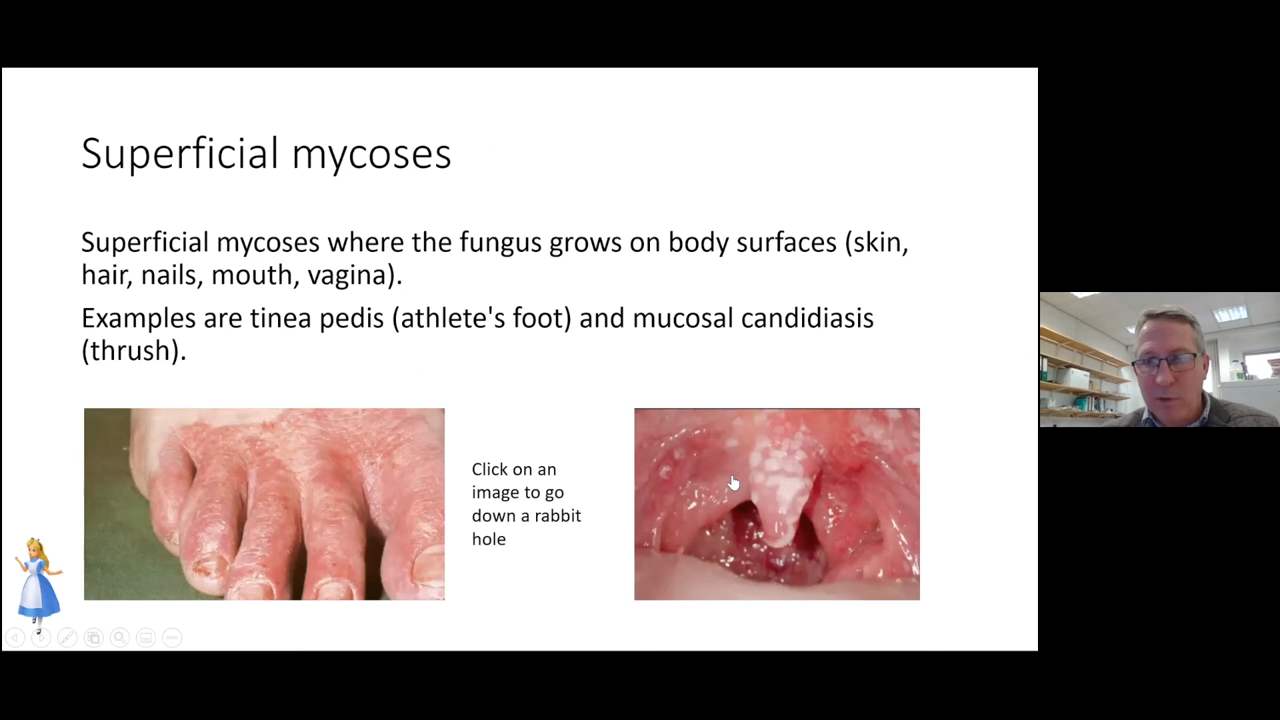 Superficial mycoses
Superficial mycoses where the fungus grows on body surfaces (skin,
hair, nails, mouth, vagina).
Examples are tinea pedis (athlete's foot) and mucosal candidiasis
(thrush).
Click on an
image to go
down a rabbit
hole